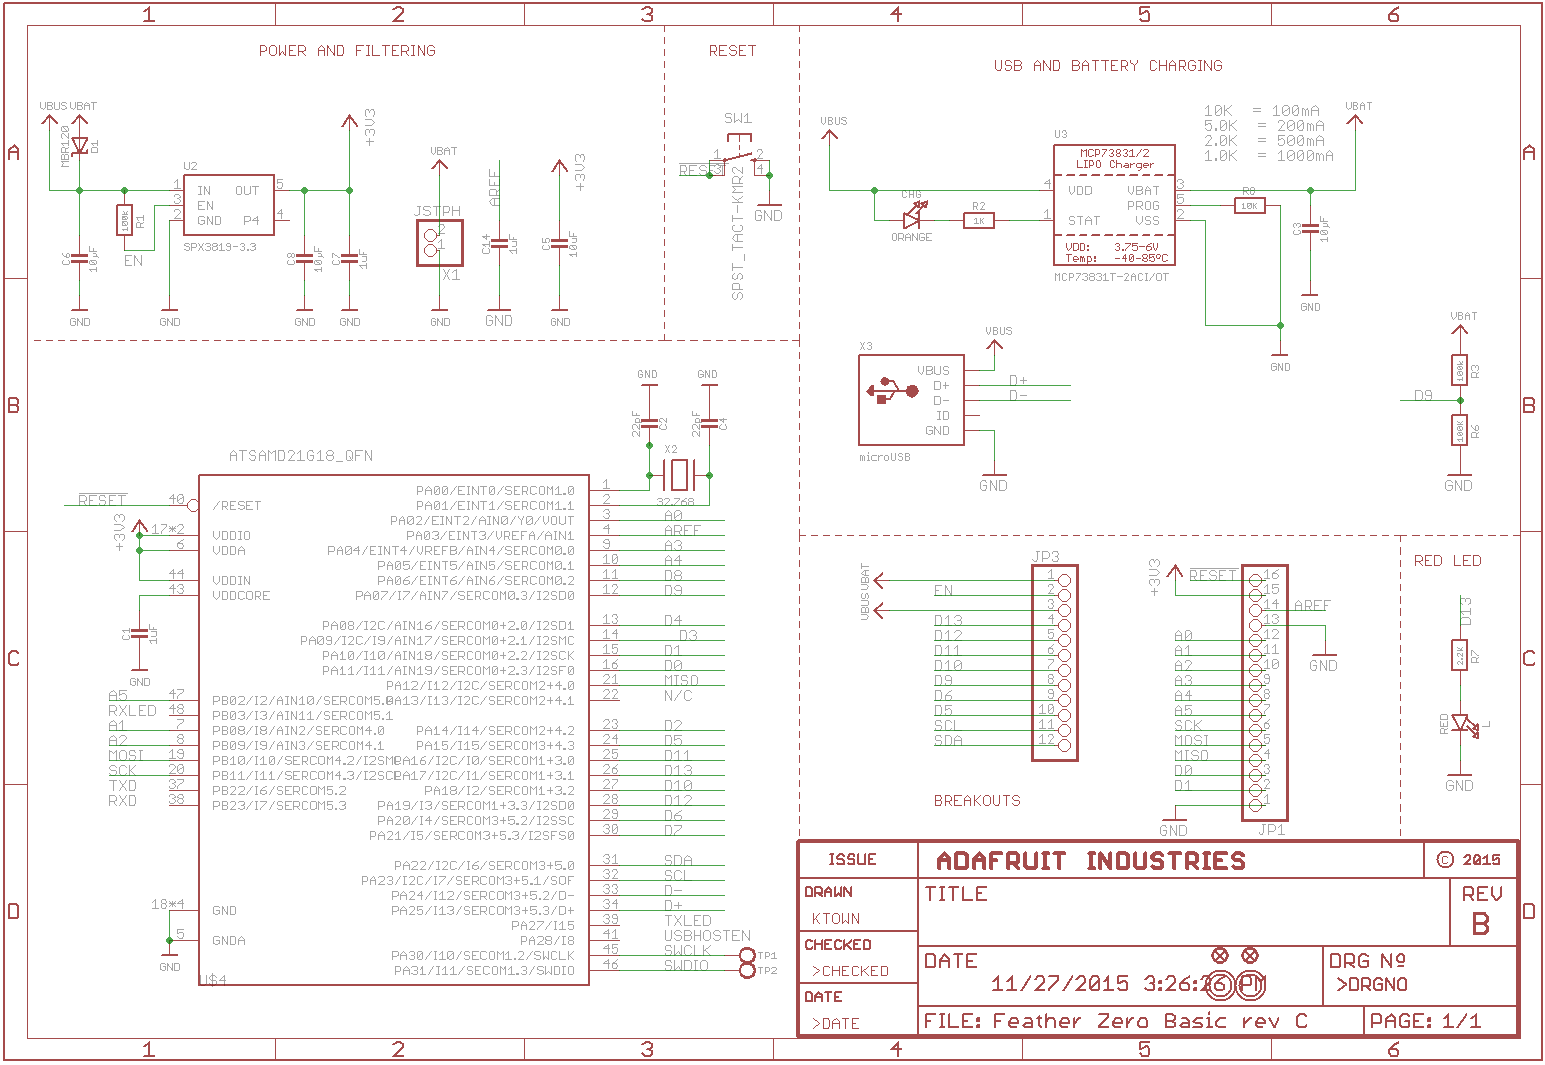 1 2 3 4 5 6
A
B
C
D
POWER AND FILTERING
VBUS VBAT
MBR120
D1
U2
1 IN OUT 5
3 EN
2 GND P4 4
SPX3819-3.3
100k
R1
EN
C6
10µF
C8
10µF
C7
1uF
+3V3
GND GND GND GND
VBAT
JSTPH
2
1
X1
GND
AREF
C14
1uF
GND
+3V3
C5
10uF
GND
RESET
SW1
1 2
3 4
RESET
SPST_TACT-KMR2
GND
USB AND BATTERY CHARGING
VBUS
CHG
ORANGE
R2
1K
U3
MCP73831/2
LIPO Charger
4 VDD VBAT 3
PROG 5
1 STAT VSS 2
VDD: 3.75-6V
Temp: -40-85ºC
MCP73831T-2ACI/OT
10K = 100mA
5.0K = 200mA
2.0K = 500mA
1.0K = 1000mA
VBAT
10K
C3
10µF
GND
GND
X3
VBUS
VBUS
D+ D+
D- D-
ID
GND
microUSB
GND
VBAT
100k
R3
D9
100K
R6
GND
ATSAMD21G18_QFN
GND GND
22pF
C2
22pF
C4
X2
32.768
RESET 40 /RESET
+3V3
17*2 VDDIO
6 VDDA
44 VDDIN
43 VDDCORE
C1
1uF
GND
A5 47 PB02/I2/AIN10/SERCOM5.0
RXLED 48 PB03/I3/AIN11/SERCOM5.1
A1 7 PB08/I8/AIN2/SERCOM4.0
A2 8 PB09/I9/AIN3/SERCOM4.1
MOSI 19 PB10/I10/SERCOM4.2/I2SMC
SCK 20 PB11/I11/SERCOM4.3/I2SCK
TXD 37 PB22/I6/SERCOM5.2
RXD 38 PB23/I7/SERCOM5.3
18*4 GND
5 GNDA
GND
U$4
PA00/EINT0/SERCOM1.0 1
PA01/EINT1/SERCOM1.1 2
PA02/EINT2/AIN0/Y0/VOUT 3 A0
PA03/EINT3/VREFA/AIN1 4 AREF
PA04/EINT4/VREFB/AIN4/SERCOM0.0 9 A3
PA05/EINT5/AIN5/SERCOM0.1 10 A4
PA06/EINT6/AIN6/SERCOM0.2 11 D8
PA07/I7/AIN7/SERCOM0.3/I2SD0 12 D9
PA08/I2C/AIN16/SERCOM0+2.0/I2SD1 13 D4
PA09/I2C/I9/AIN17/SERCOM0+2.1/I2SMC 14 D3
PA10/I10/AIN18/SERCOM0+2.2/I2SCK 15 D1
PA11/I11/AIN19/SERCOM0+2.3/I2SF0 16 D0
PA12/I12/I2C/SERCOM2+4.0 21 MISO
PA13/I13/I2C/SERCOM2+4.1 22 N/C
PA14/I14/SERCOM2+4.2 23 D2
PA15/I15/SERCOM3+4.3 24 D5
PA16/I2C/I0/SERCOM1+3.0 25 D11
PA17/I2C/I1/SERCOM1+3.1 26 D13
PA18/I2/SERCOM1+3.2 27 D10
PA19/I3/SERCOM1+3.3/I2SD0 28 D12
PA20/I4/SERCOM3+5.2/I2SSC 29 D6
PA21/I5/SERCOM3+5.3/I2SFS0 30 D7
PA22/I2C/I6/SERCOM3+5.0 31 SDA
PA23/I2C/I7/SERCOM3+5.1/SOF 32 SCL
PA24/I12/SERCOM3+5.2/D- 33 D-
PA25/I13/SERCOM3+5.3/D+ 34 D+
PA27/I15 39 TXLED
PA28/I8 41 USBHOSTEN
PA30/I10/SECOM1.2/SWCLK 45 SWCLK TP1
PA31/I11/SECOM1.3/SWDIO 46 SWDIO TP2
JP3
VBAT 1
EN 2
VBUS 3
D13 4
D12 5
D11 6
D10 7
D9 8
D6 9
D5 10
SCL 11
SDA 12
BREAKOUTS
JP1
+3V3
RESET 16
15
14 AREF
13 GND
A0 12
A1 11
A2 10
A3 9
A4 8
A5 7
SCK 6
MOSI 5
MISO 4
D0 3
D1 2
GND 1
RED LED
D13
2.2K
R7
RED
L
GND
ISSUE ADAFRUIT INDUSTRIES © 2015
DRAWN
KTOWN
TITLE
REV
B
CHECKED
>CHECKED
DATE
11/27/2015 3:26:26 PM
DRG Nº
>DRGNO
DATE
>DATE
FILE: Feather Zero Basic rev C
PAGE: 1/1
1 2 3 4 5 6